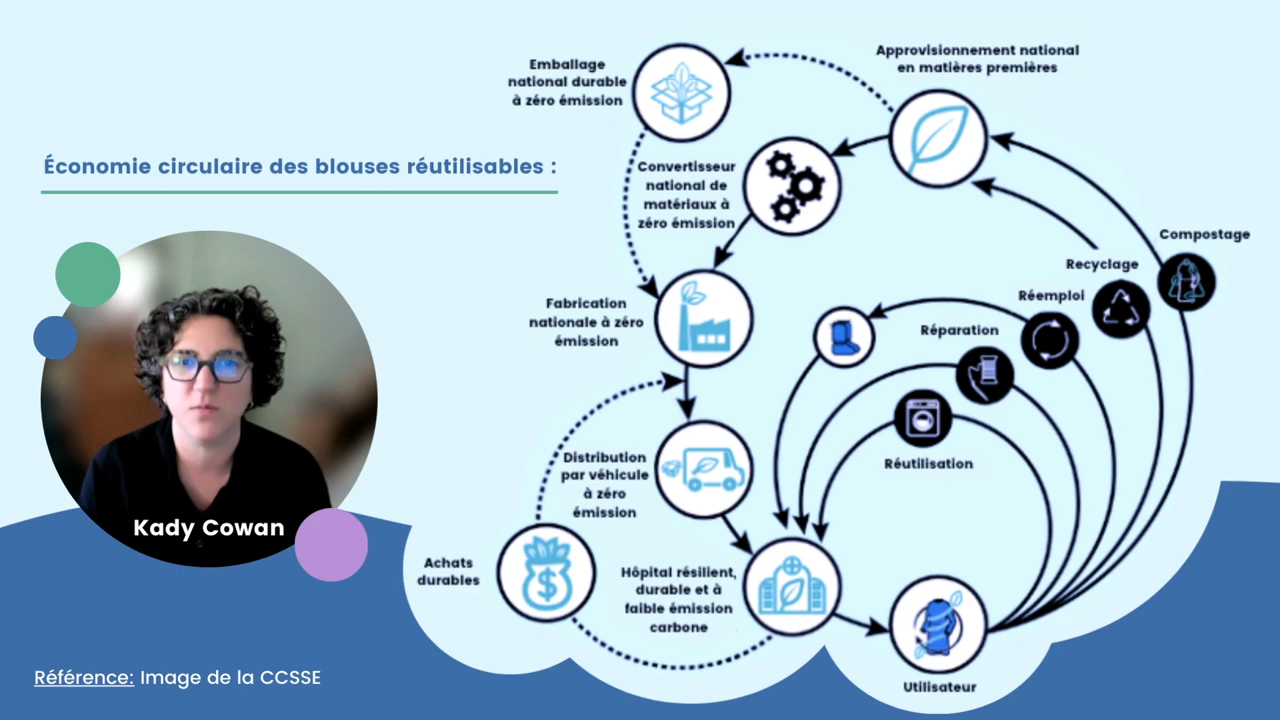 Économie circulaire des blouses réutilisables :
Kady Cowan
Référence: Image de la CCSSE
Emballage
national durable
à zéro émission
Approvisionnement national
en matières premières
Convertisseur
national de
matériaux à
zéro émission
Compostage
Recyclage
Réemploi
Réparation
Réutilisation
Fabrication
nationale à zéro
émission
Distribution
par véhicule
à zéro
émission
Achats
durables
$
Hôpital résilient,
durable et à
faible émission
carbone
Utilisateur